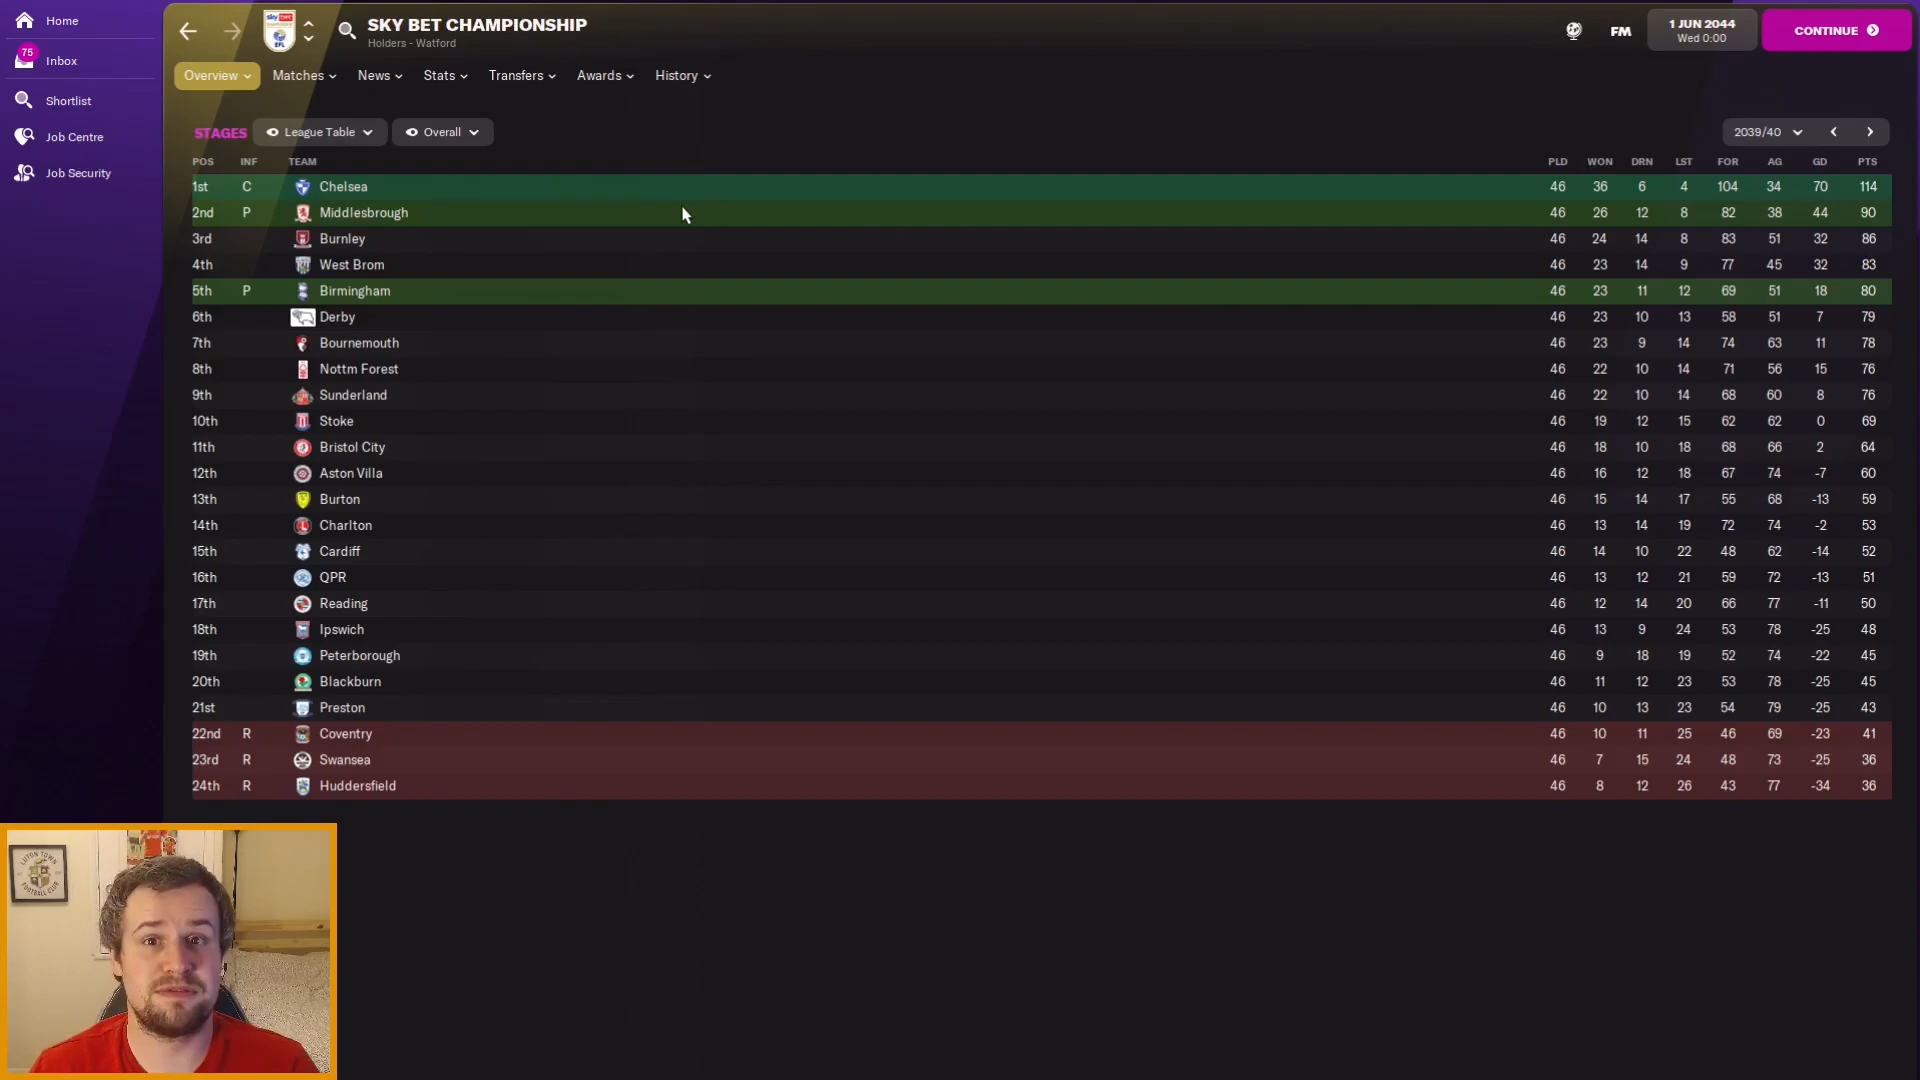 Home
75
Inbox
Shortlist
Job Centre
Job Security
SKY BET CHAMPIONSHIP
Holders - Watford
FM
1 JUN 2044
Wed 0:00
CONTINUE
Overview Matches News Stats Transfers Awards History
STAGES League Table Overall 2039/40
POS INF TEAM PLD WON DRN LST FOR AG GD PTS
1st C Chelsea 46 36 6 4 104 34 70 114
2nd P Middlesbrough 46 26 12 8 82 38 44 90
3rd Burnley 46 24 14 8 83 51 32 86
4th West Brom 46 23 14 9 77 45 32 83
5th P Birmingham 46 23 11 12 69 51 18 80
6th Derby 46 23 10 13 58 51 7 79
7th Bournemouth 46 23 9 14 74 63 11 78
8th Nottm Forest 46 22 10 14 71 56 15 76
9th Sunderland 46 22 10 14 68 60 8 76
10th Stoke 46 19 12 15 62 62 0 69
11th Bristol City 46 18 10 18 68 66 2 64
12th Aston Villa 46 16 12 18 67 74 -7 60
13th Burton 46 15 14 17 55 68 -13 59
14th Charlton 46 13 14 19 72 74 -2 53
15th Cardiff 46 14 10 22 48 62 -14 52
16th QPR 46 13 12 21 59 72 -13 51
17th Reading 46 12 14 20 66 77 -11 50
18th Ipswich 46 13 9 24 53 78 -25 48
19th Peterborough 46 9 18 19 52 74 -22 45
20th Blackburn 46 11 12 23 53 78 -25 45
21st Preston 46 10 13 23 54 79 -25 43
22nd R Coventry 46 10 11 25 46 69 -23 41
23rd R Swansea 46 7 15 24 48 73 -25 36
24th R Huddersfield 46 8 12 26 43 77 -34 36
LUTON TOWN
FOOTBALL CLUB